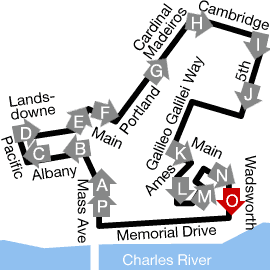 Cambridge
Cardinal
Medeiros
H
I
5th
J
G
Galileo Galilei Way
Portland
Lands-
downe
F
E
Main
D
C
B
Pacific
Albany
K
Main
Ames
L
M
N
O
Wadsworth
A
P
Mass Ave
Memorial Drive
Charles River